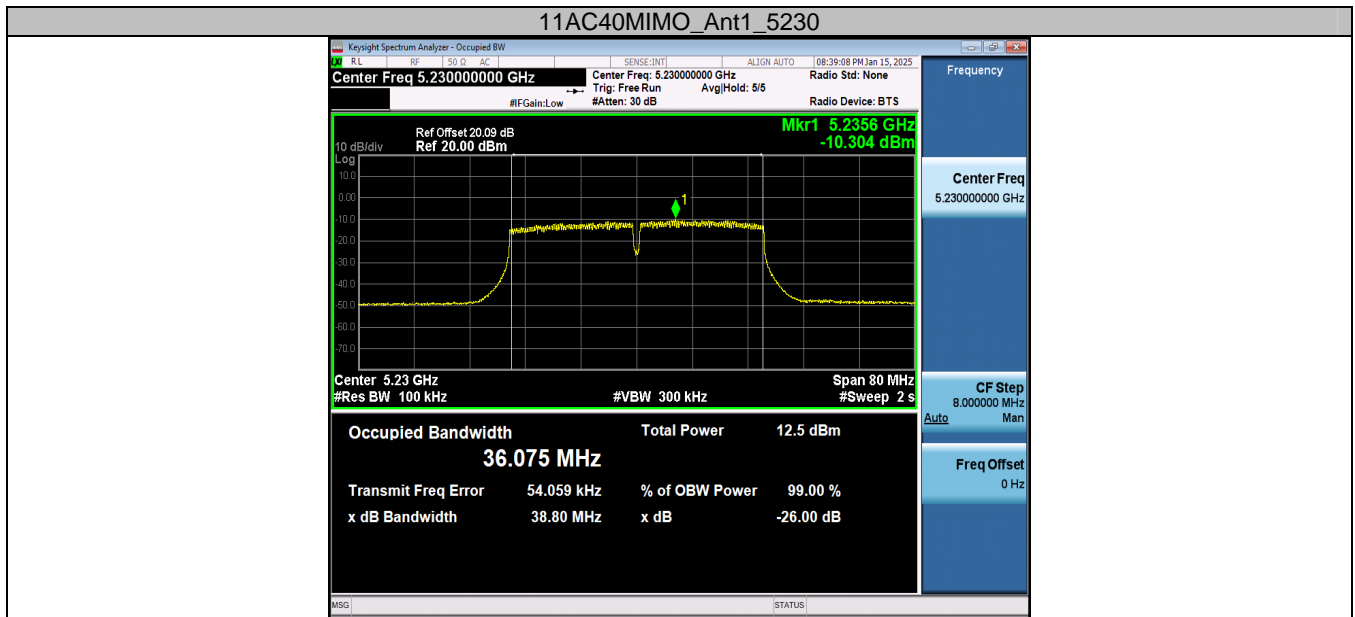 11AC40MIMO_Ant1_5230
Keysight Spectrum Analyzer - Occupied BW
LXI RL RF 50 Ω AC SENSE:INT ALIGN AUTO 08:39:08 PM Jan 15, 2025
Center Freq 5.230000000 GHz
Center Freq: 5.230000000 GHz Radio Std: None
Trig: Free Run Avg|Hold: 5/5
#IFGain:Low #Atten: 30 dB Radio Device: BTS
Frequency
Mkr1 5.2356 GHz
-10.304 dBm
Ref Offset 20.09 dB
10 dB/div Ref 20.00 dBm
Log
10.0
0.00
-10.0
-20.0
-30.0
-40.0
-50.0
-60.0
-70.0
1
Center 5.23 GHz Span 80 MHz
#Res BW 100 kHz #VBW 300 kHz #Sweep 2 s
Occupied Bandwidth Total Power 12.5 dBm
36.075 MHz
Transmit Freq Error 54.059 kHz % of OBW Power 99.00 %
x dB Bandwidth 38.80 MHz x dB -26.00 dB
Center Freq
5.230000000 GHz
CF Step
8.000000 MHz
Auto Man
Freq Offset
0 Hz
MSG STATUS